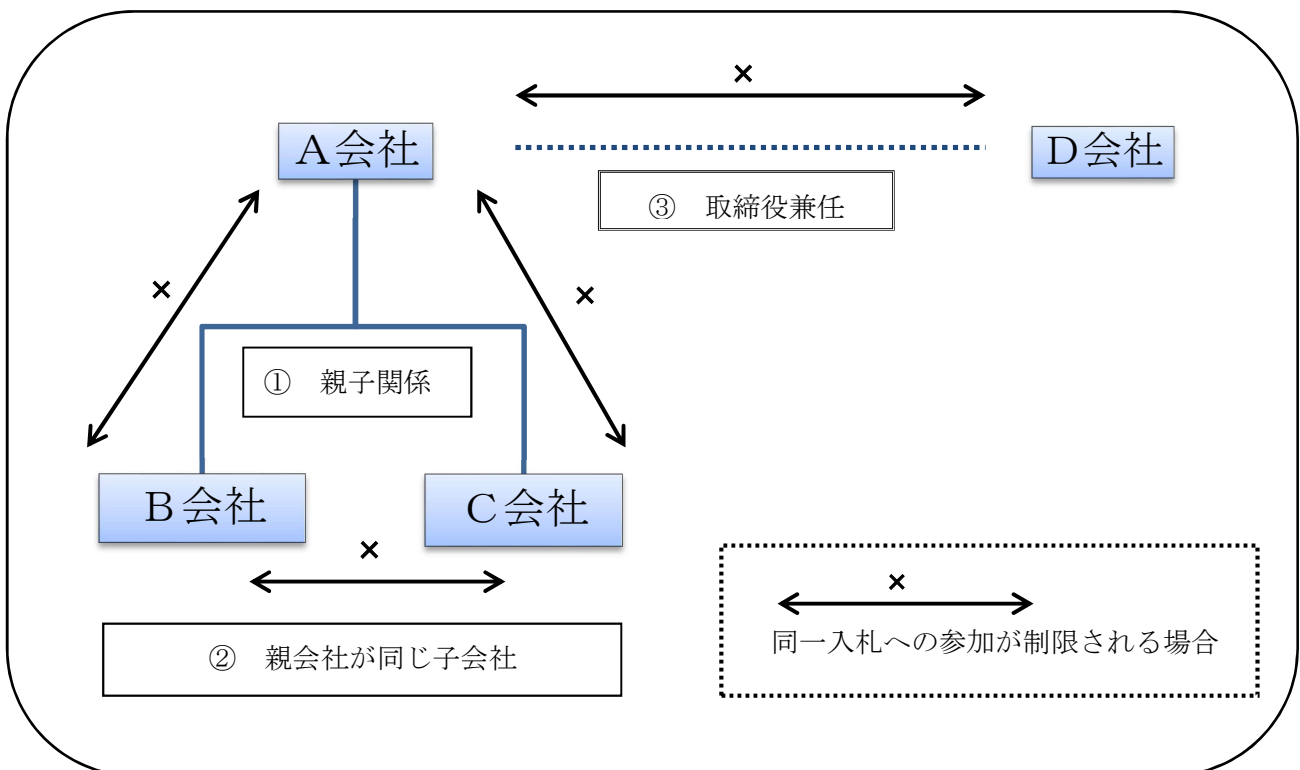 ×
A会社
D会社
③ 取締役兼任
×
×
① 親子関係
B会社
C会社
×
② 親会社が同じ子会社
×
同一入札への参加が制限される場合